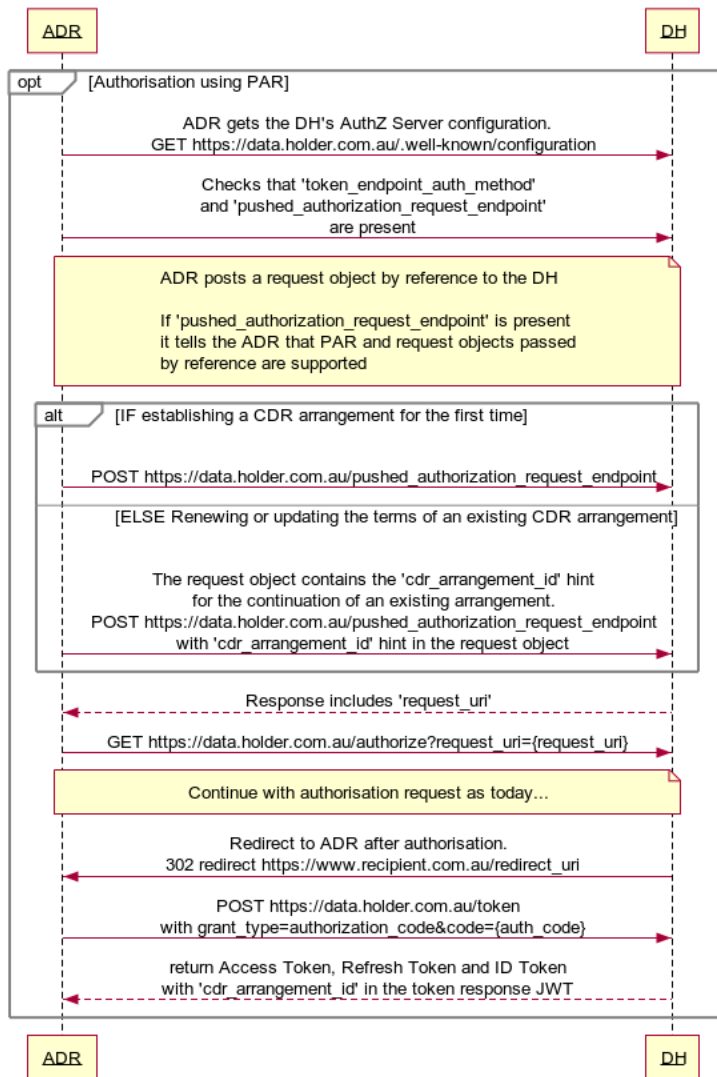 ADR
DH
opt
[Authorisation using PAR]
ADR gets the DH's AuthZ Server configuration.
GET https://data.holder.com.au/.well-known/configuration
Checks that 'token_endpoint_auth_method'
and 'pushed_authorization_request_endpoint'
are present
ADR posts a request object by reference to the DH
If 'pushed_authorization_request_endpoint' is present
it tells the ADR that PAR and request objects passed
by reference are supported
alt
[IF establishing a CDR arrangement for the first time]
POST https://data.holder.com.au/pushed_authorization_request_endpoint
[ELSE Renewing or updating the terms of an existing CDR arrangement]
The request object contains the 'cdr_arrangement_id' hint
for the continuation of an existing arrangement.
POST https://data.holder.com.au/pushed_authorization_request_endpoint
with 'cdr_arrangement_id' hint in the request object
Response includes 'request_uri'
GET https://data.holder.com.au/authorize?request_uri={request_uri}
Continue with authorisation request as today...
Redirect to ADR after authorisation.
302 redirect https://www.recipient.com.au/redirect_uri
POST https://data.holder.com.au/token
with grant_type=authorization_code&code={auth_code}
return Access Token, Refresh Token and ID Token
with 'cdr_arrangement_id' in the token response JWT
ADR
DH